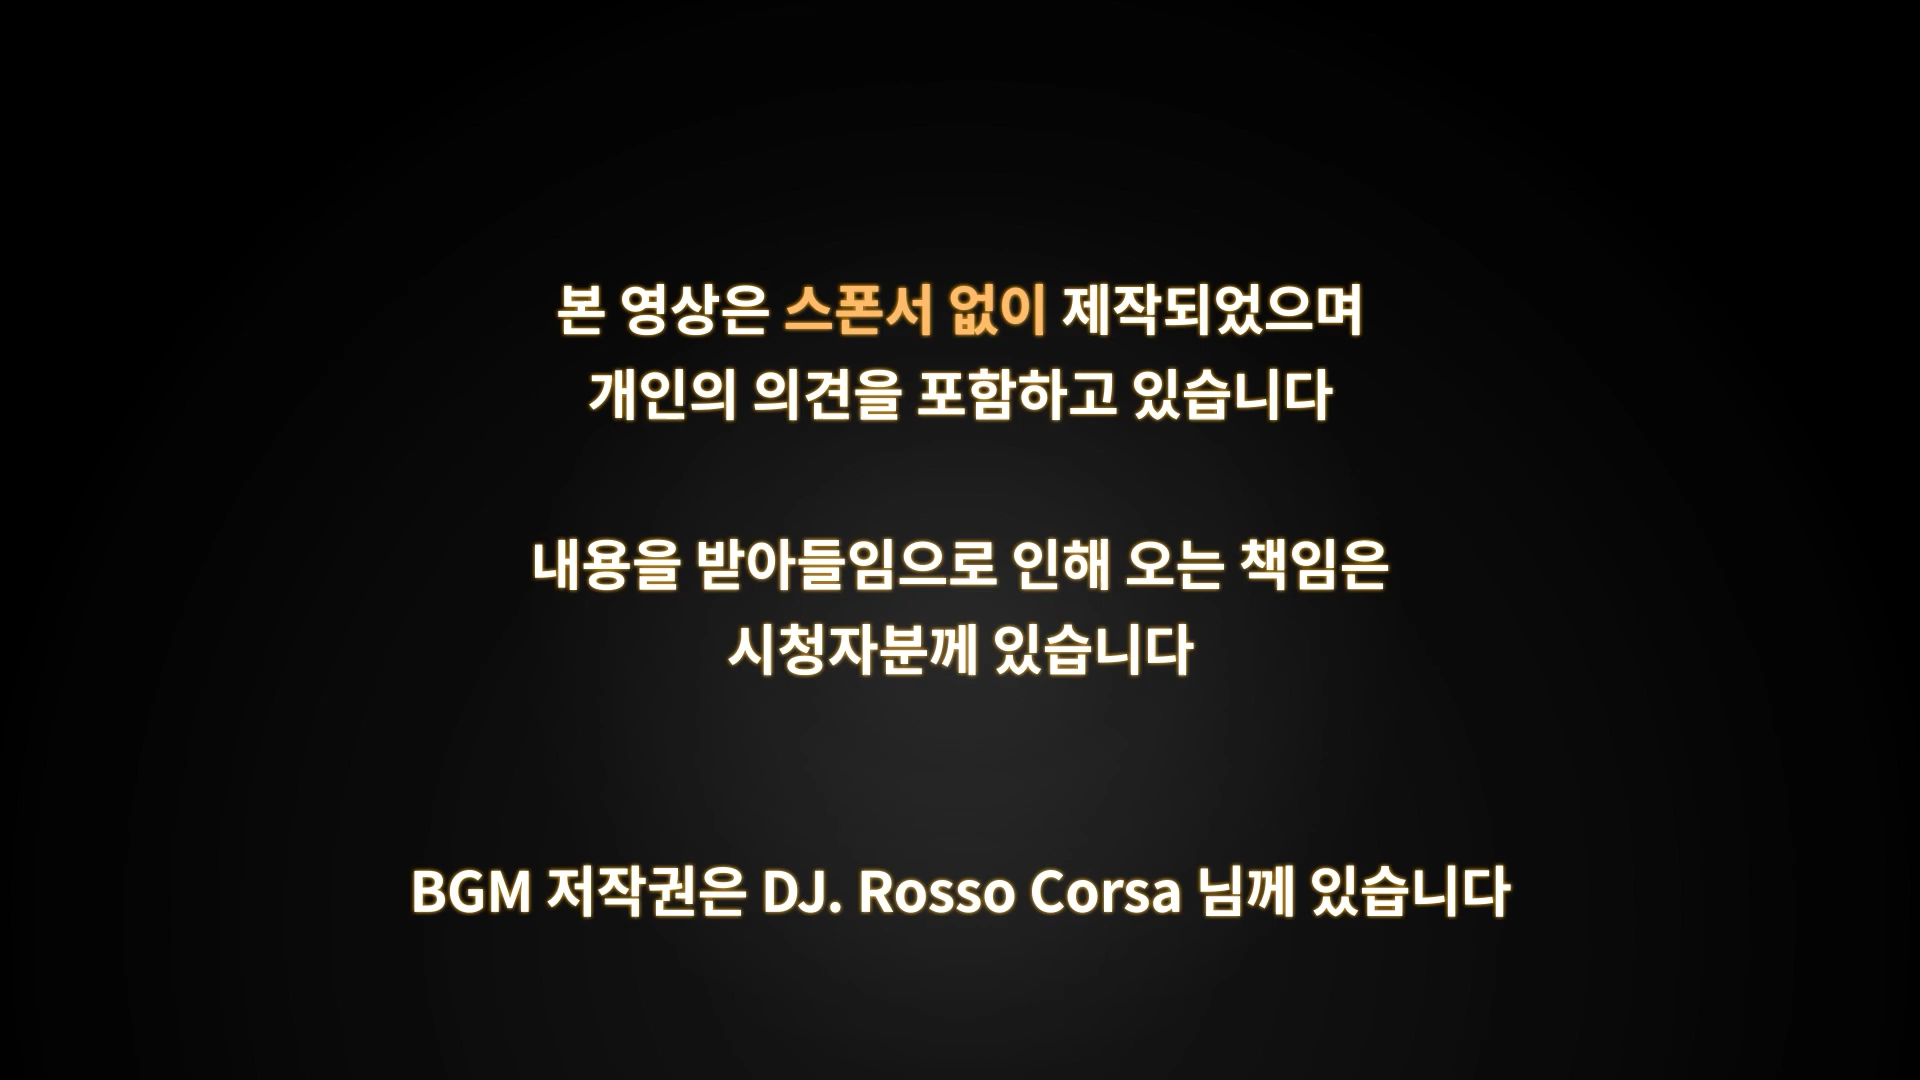 본 영상은 스폰서 없이 제작되었으며
개인의 의견을 포함하고 있습니다
내용을 받아들임으로 인해 오는 책임은
시청자분께 있습니다
BGM 저작권은 DJ. Rosso Corsa 님께 있습니다